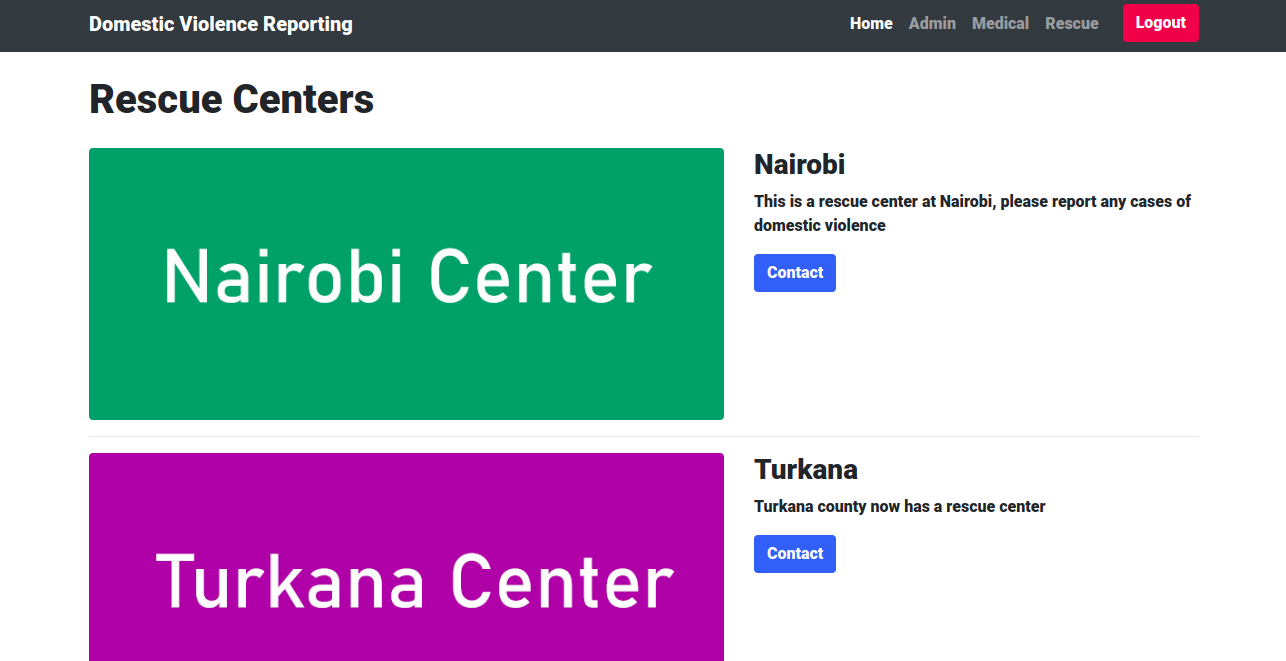 Domestic Violence Reporting
Home Admin Medical Rescue Logout
Rescue Centers
Nairobi Center
Nairobi
This is a rescue center at Nairobi, please report any cases of
domestic violence
Contact
Turkana Center
Turkana
Turkana county now has a rescue center
Contact